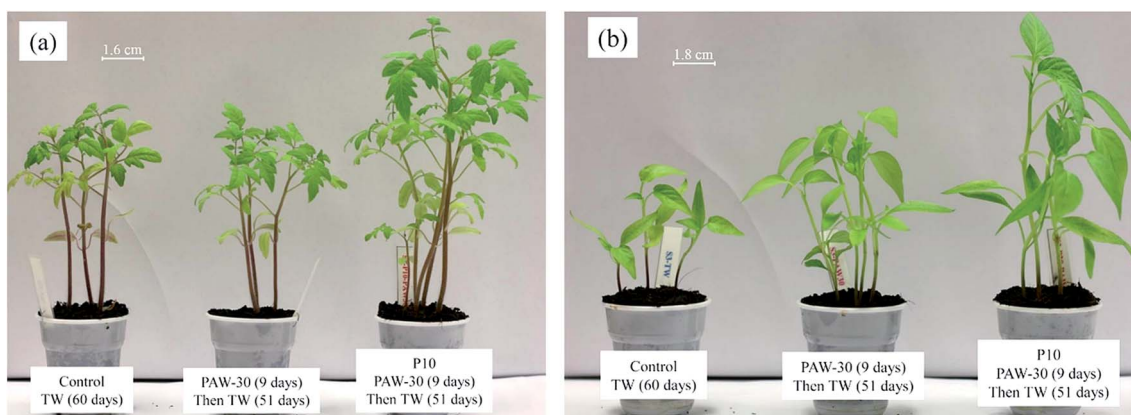 (a)
1.6 cm
Control
TW (60 days)
PAW-30 (9 days)
Then TW (51 days)
P10
PAW-30 (9 days)
Then TW (51 days)
(b)
1.8 cm
S3-TW
Control
TW (60 days)
PAW-30 (9 days)
Then TW (51 days)
P10
PAW-30 (9 days)
Then TW (51 days)